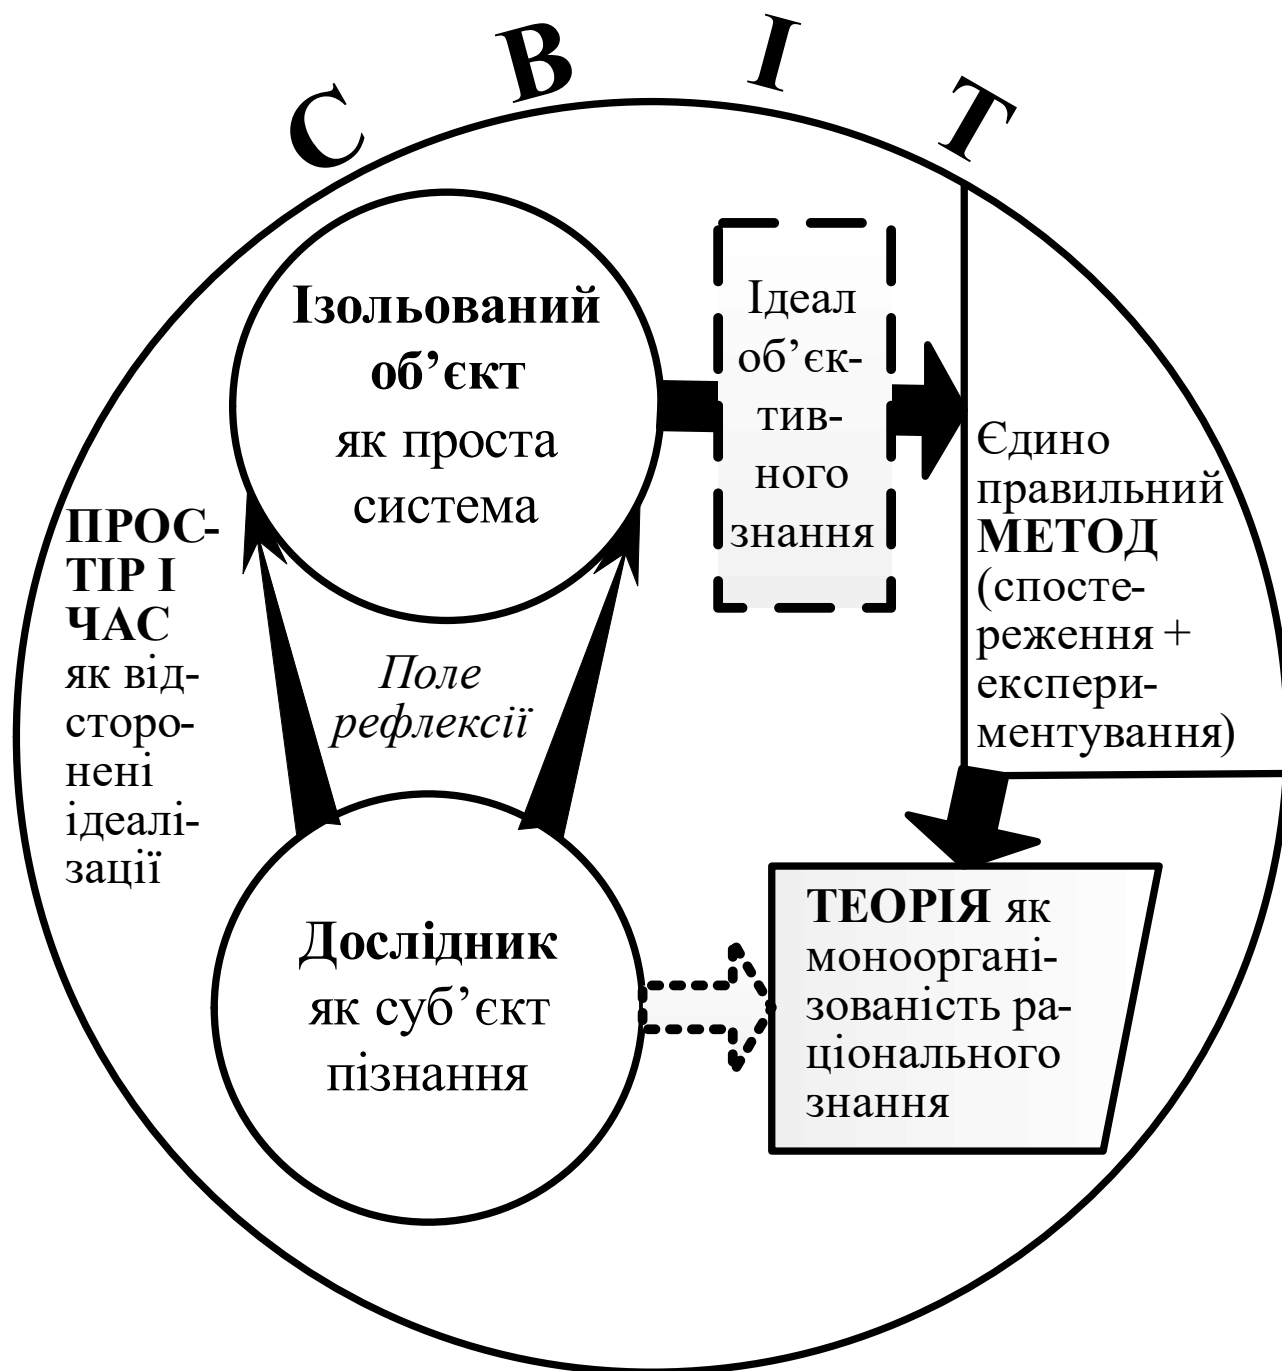 С В І Т
Ізольований
об’єкт
як проста
система
Ідеал
об’єк-
тив-
ного
знання
Єдино
правильний
МЕТОД
(спосте-
реження +
експери-
ментування)
ПРОС-
ТІР І
ЧАС
як від-
сторо-
нені
ідеалі-
зації
Поле
рефлексії
Дослідник
як суб’єкт
пізнання
ТЕОРІЯ як
монооргані-
зованість ра-
ціонального
знання